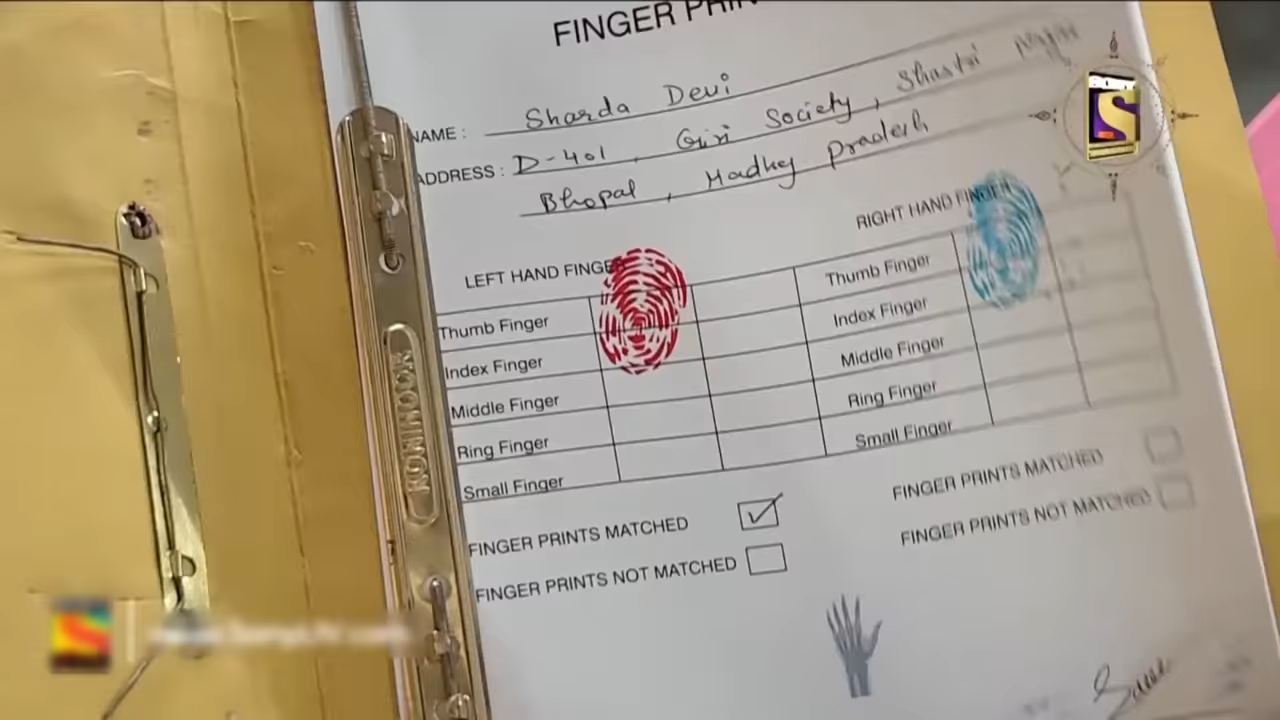 FINGER PRIN
NAME : Sharda Devi
ADDRESS : D-401, Giri Society, Shastri
Bhopal, Madhey Pradesh
LEFT HAND FINGER
RIGHT HAND FINGER
Thumb Finger
Index Finger
Middle Finger
Ring Finger
Small Finger
Thumb Finger
Index Finger
Middle Finger
Ring Finger
Small Finger
FINGER PRINTS MATCHED
FINGER PRINTS NOT MATCHED
FINGER PRINTS MATCHED
FINGER PRINTS NOT MATCHED
KONIMOOR
S